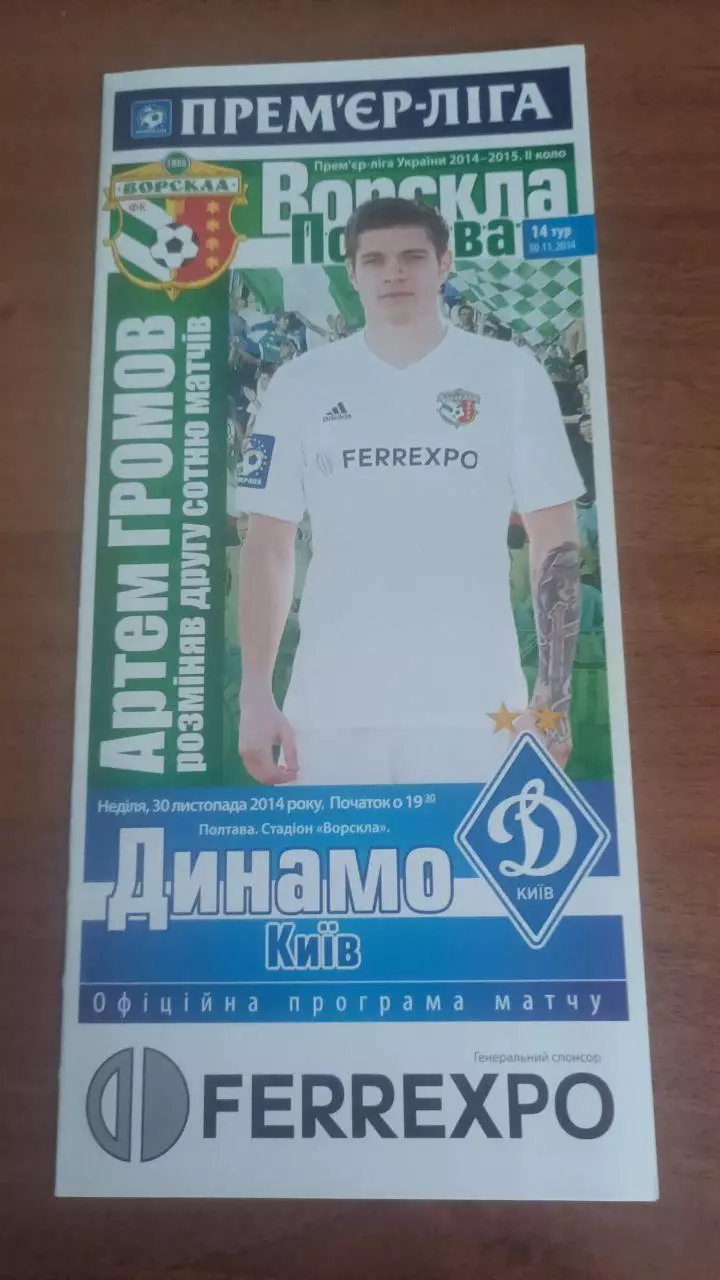 ПРЕМ'ЄР-ЛІГА
Прем'єр-ліга України 2014–2015. ІІ коло
Ворскла
14 тур
30.11.2014
1955
ВОРСКЛА
ФК
Артем ГРОМОВ
розміняв другу сотню матчів
adidas
FERREXPO
Неділя, 30 листопада 2014 року. Початок о 19 30
Полтава. Стадіон «Ворскла».
Динамо
Київ
Д
КИЇВ
Офіційна програма матчу
Генеральний спонсор
FERREXPO